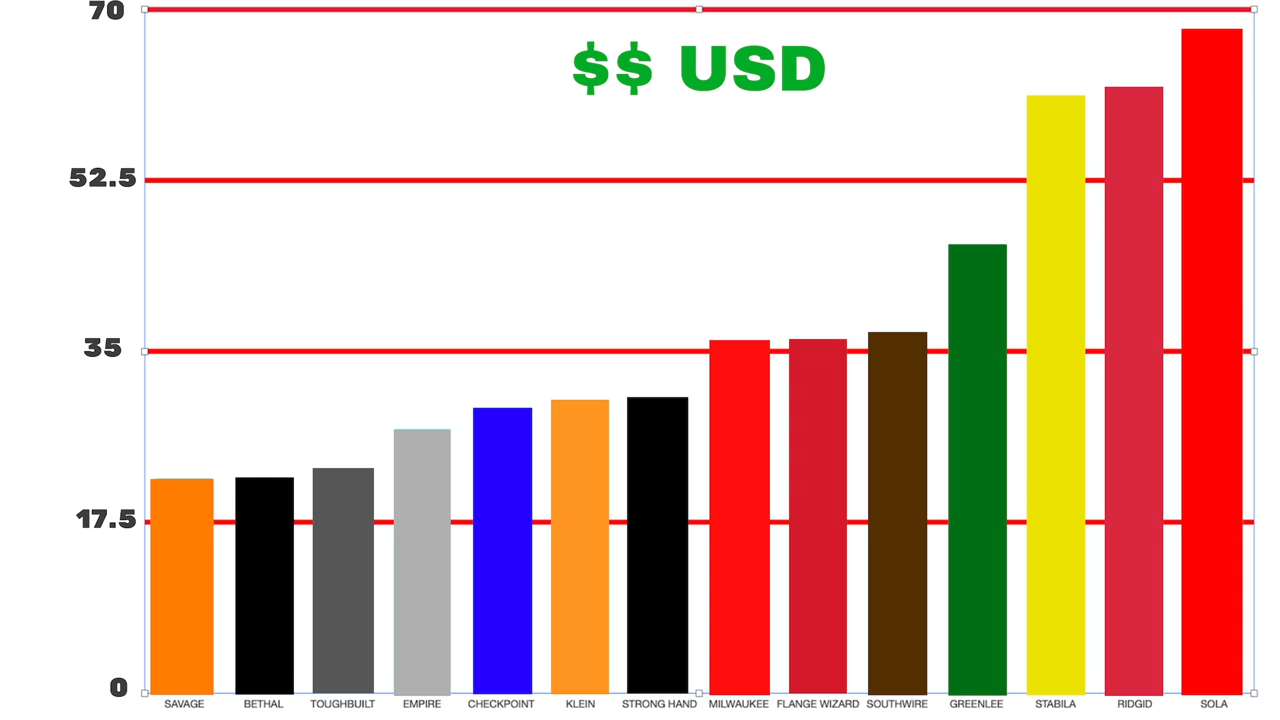 70
$$ USD
52.5
35
17.5
0
SAVAGE BETHAL TOUGHBUILT EMPIRE CHECKPOINT KLEIN STRONG HAND MILWAUKEE FLANGE WIZARD SOUTHWIRE GREENLEE STABILA RIDGID SOLA